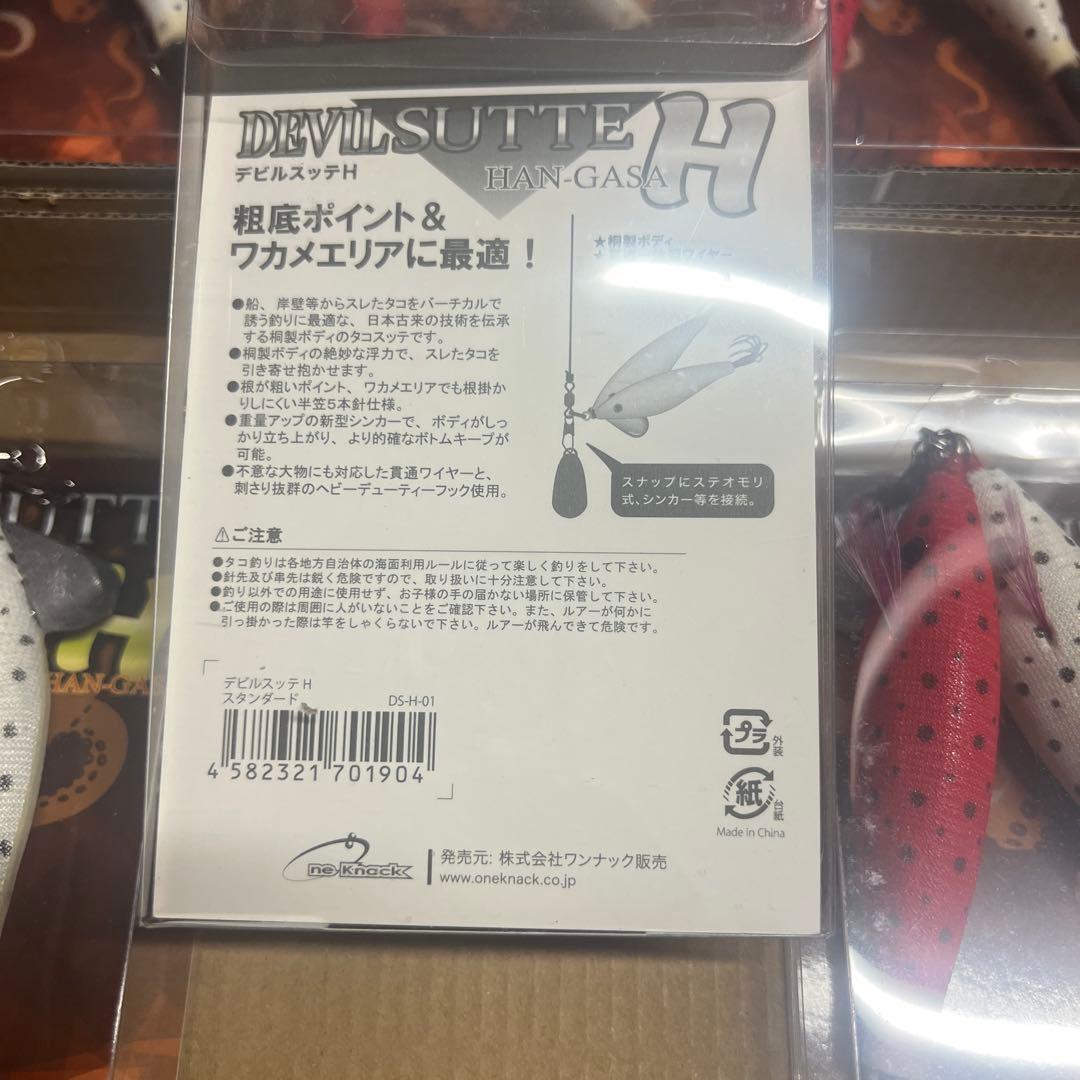 DEVIL SUTTE H
デビルスッテH
HAN-GASA
粗底ポイント&
ワカメエリアに最適！
★桐製ボディ
●船、岸壁等からスレたタコをバーチカルで
誘う釣りに最適な、日本古来の技術を伝承
する桐製ボディのタコスッテです。
●桐製ボディの絶妙な浮力で、スレたタコを
引き寄せ抱かせます。
●根が粗いポイント、ワカメエリアでも根掛か
りしにくい半笠5本針仕様。
●重量アップの新型シンカーで、ボディがしっ
かり立ち上がり、より的確なボトムキープが
可能。
●不意な大物にも対応した貫通ワイヤーと、
刺さり抜群のヘビーデューティーフック使用。
スナップにステオモリ
式、シンカー等を接続。
⚠ご注意
●タコ釣りは各地方自治体の海面利用ルールに従って楽しく釣りをして下さい。
●針先及び串先は鋭く危険ですので、取り扱いに十分注意して下さい。
●釣り以外での用途に使用せず、お子様の手の届かない場所に保管して下さい。
●ご使用の際は周囲に人がいないことをご確認下さい。また、ルアーが何かに
引っ掛かった際は竿をしゃくらないで下さい。ルアーが飛んできて危険です。
デビルスッテH
スタンダード DS-H-01
4 582321 701904
プラ 外装
紙 台紙
Made in China
One Knack
発売元: 株式会社ワンナック販売
www.oneknack.co.jp
HAN-GA